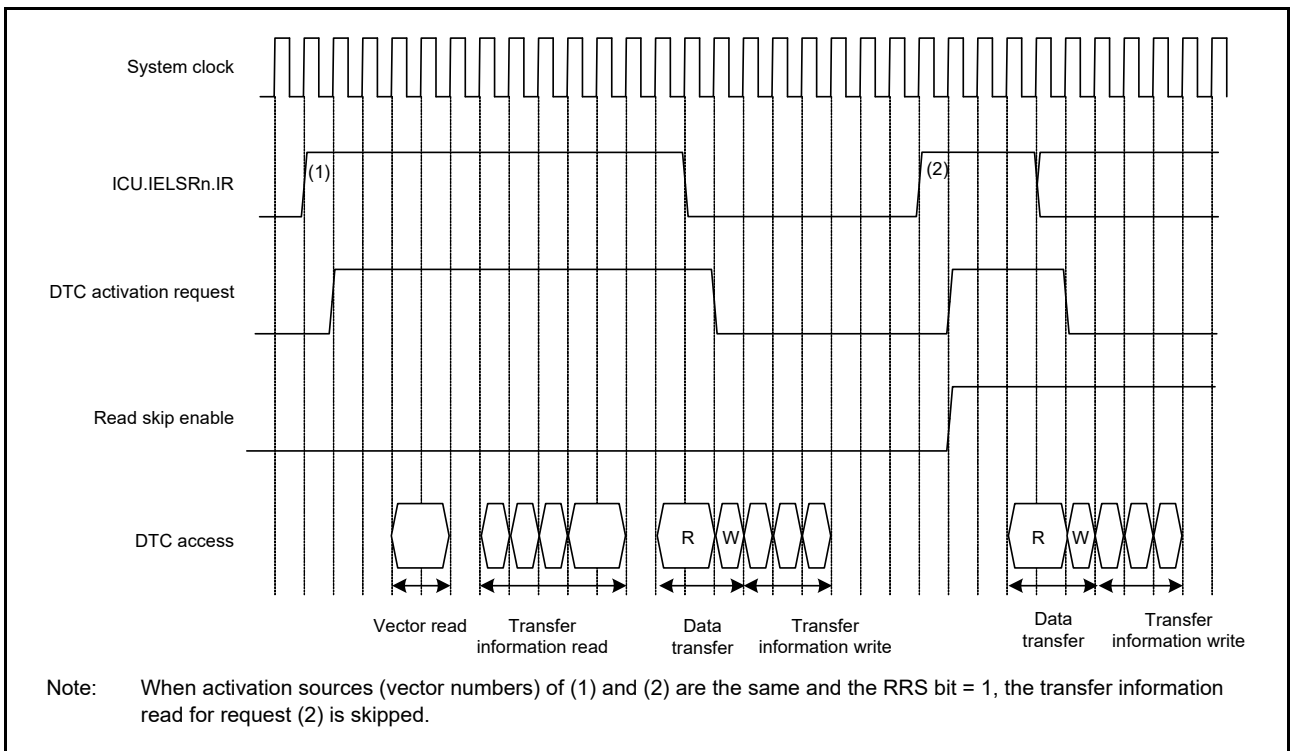 System clock
ICU.IELSRn.IR
(1)
(2)
DTC activation request
Read skip enable
DTC access
R
W
R
W
Vector read
Transfer
information read
Data
transfer
Transfer
information write
Data
transfer
Transfer
information write
Note: When activation sources (vector numbers) of (1) and (2) are the same and the RRS bit = 1, the transfer information
read for request (2) is skipped.